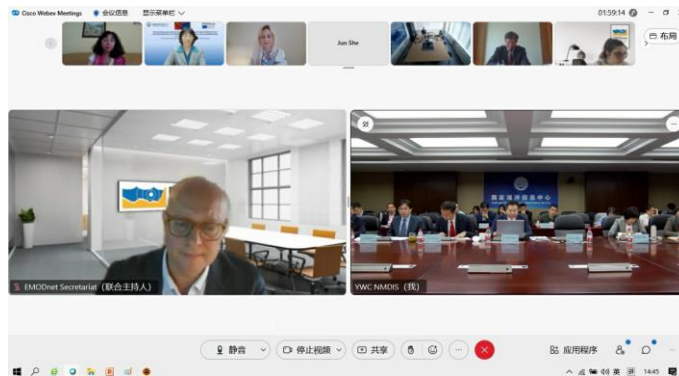 Cisco Webex Meetings
会议信息
显示菜单栏
01:59:14
Jun She
布局
国家海洋信息中心
EMODnet Secretariat (联合主持人)
YWC NMDIS (我)
静音
停止视频
共享
应用程序
英
拼
14:45